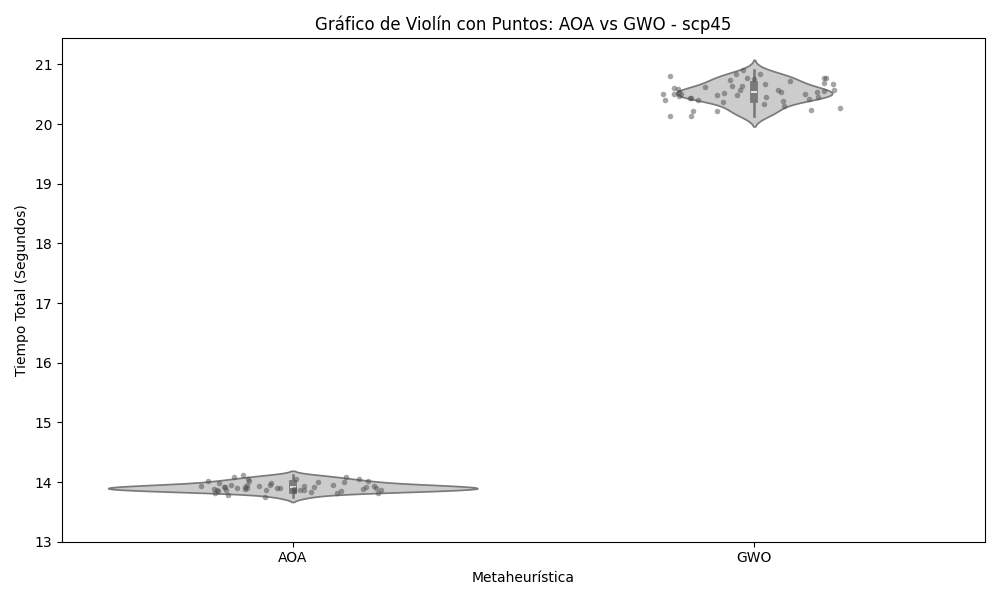 Gráfico de Violín con Puntos: AOA vs GWO - scp45
Tiempo Total (Segundos)
21
20
19
18
17
16
15
14
13
AOA
GWO
Metaheurística